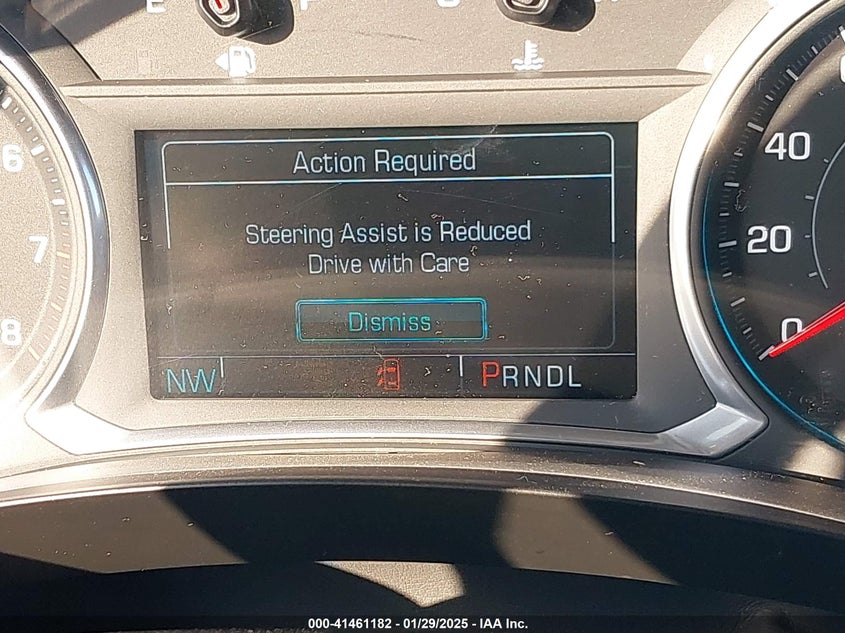 E F C
Action Required
Steering Assist is Reduced
Drive with Care
Dismiss
NW PRNDL
6
7
8
40
20
0
000-41461182 - 01/29/2025 - IAA Inc.